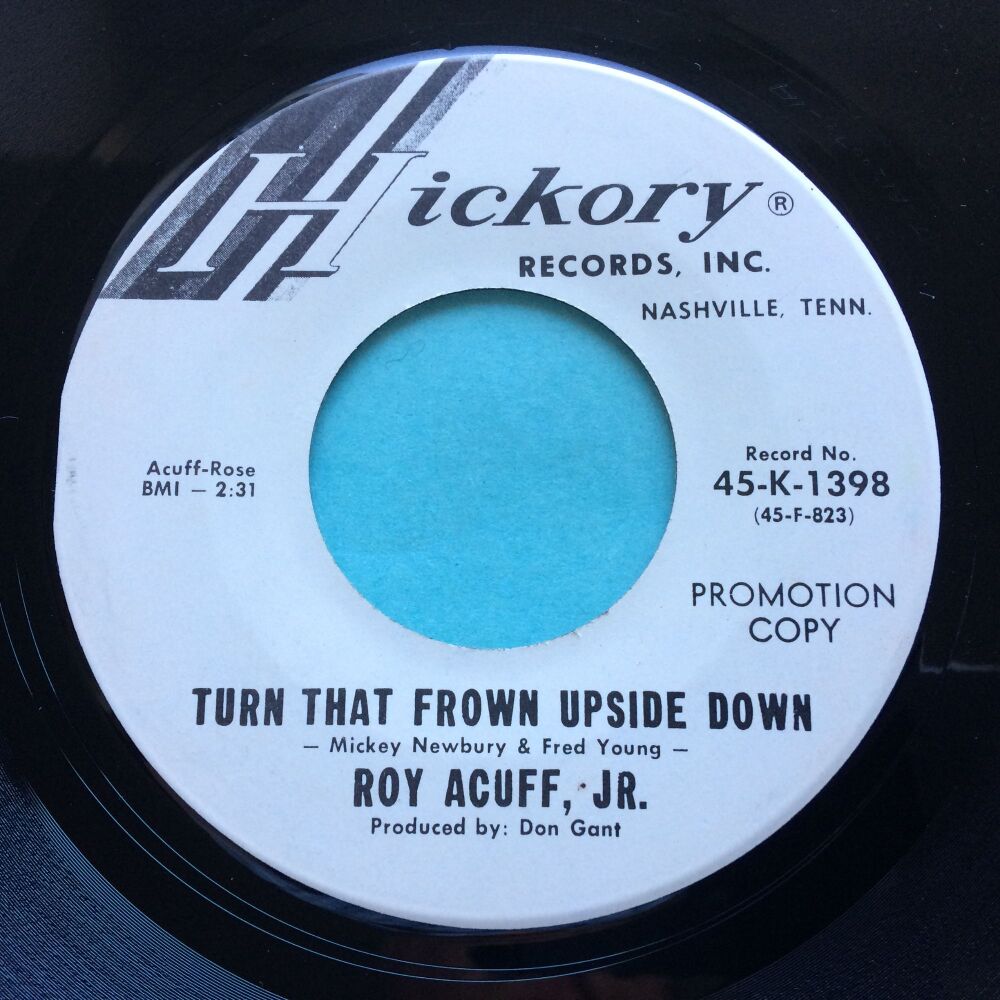 Hickory ®
RECORDS, INC.
NASHVILLE, TENN.
Acuff-Rose
BMI — 2:31
Record No.
45-K-1398
(45-F-823)
PROMOTION
COPY
TURN THAT FROWN UPSIDE DOWN
— Mickey Newbury & Fred Young —
ROY ACUFF, JR.
Produced by: Don Gant